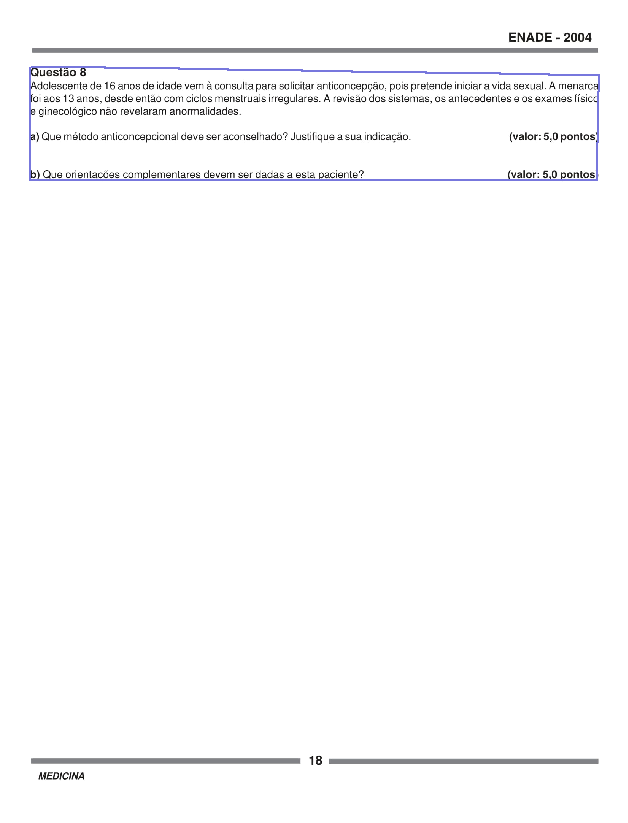 ENADE - 2004
Questão 8
Adolescente de 16 anos de idade vem à consulta para solicitar anticoncepção, pois pretende iniciar a vida sexual. A menarca
foi aos 13 anos, desde então com ciclos menstruais irregulares. A revisão dos sistemas, os antecedentes e os exames físico
e ginecológico não revelaram anormalidades.
a) Que método anticoncepcional deve ser aconselhado? Justifique a sua indicação. (valor: 5,0 pontos)
b) Que orientações complementares devem ser dadas a esta paciente? (valor: 5,0 pontos)
18
MEDICINA